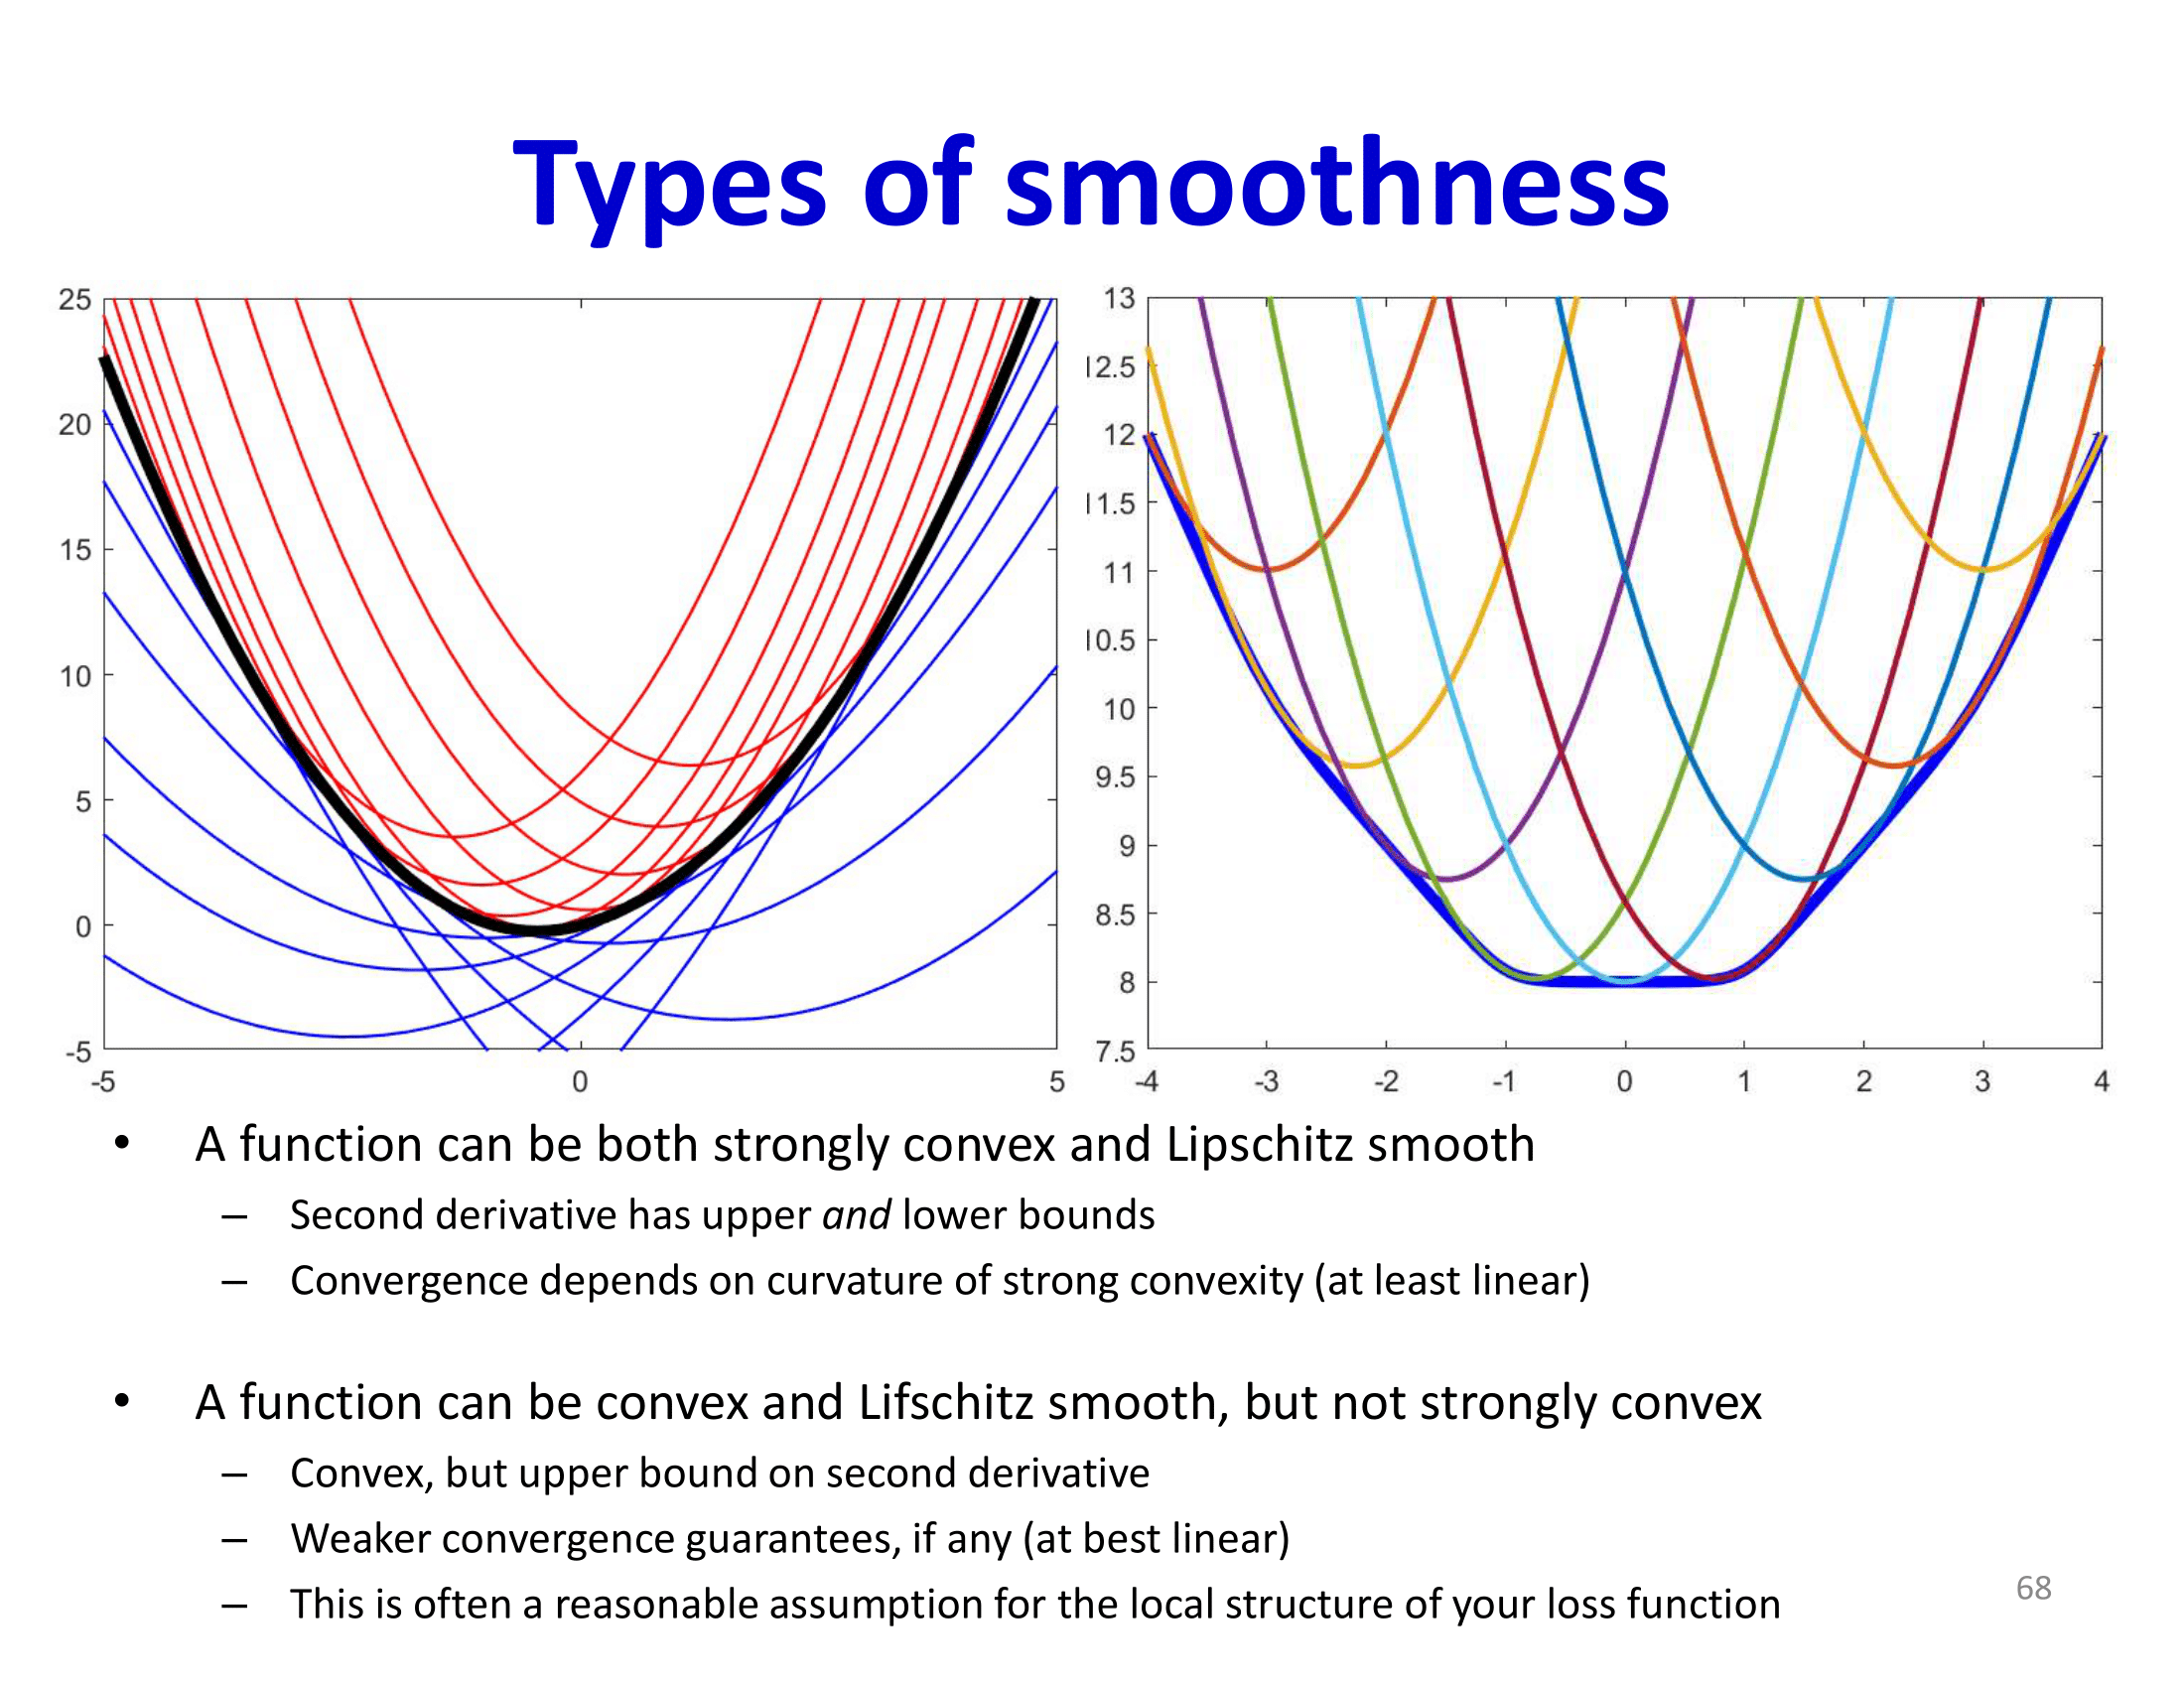 Types of smoothness
25
20
15
10
5
0
-5
-5 0 5
13
12.5
12
11.5
11
10.5
10
9.5
9
8.5
8
7.5
-4 -3 -2 -1 0 1 2 3 4
• A function can be both strongly convex and Lipschitz smooth
– Second derivative has upper and lower bounds
– Convergence depends on curvature of strong convexity (at least linear)
• A function can be convex and Lifschitz smooth, but not strongly convex
– Convex, but upper bound on second derivative
– Weaker convergence guarantees, if any (at best linear)
– This is often a reasonable assumption for the local structure of your loss function
68